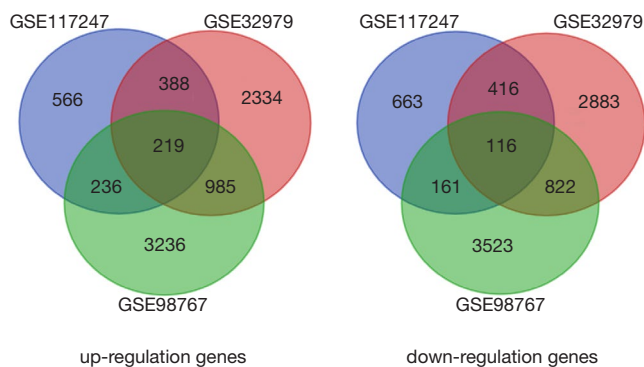 GSE117247
GSE32979
566
388
2334
219
236
985
3236
GSE98767
up-regulation genes
GSE117247
GSE32979
663
416
2883
116
161
822
3523
GSE98767
down-regulation genes